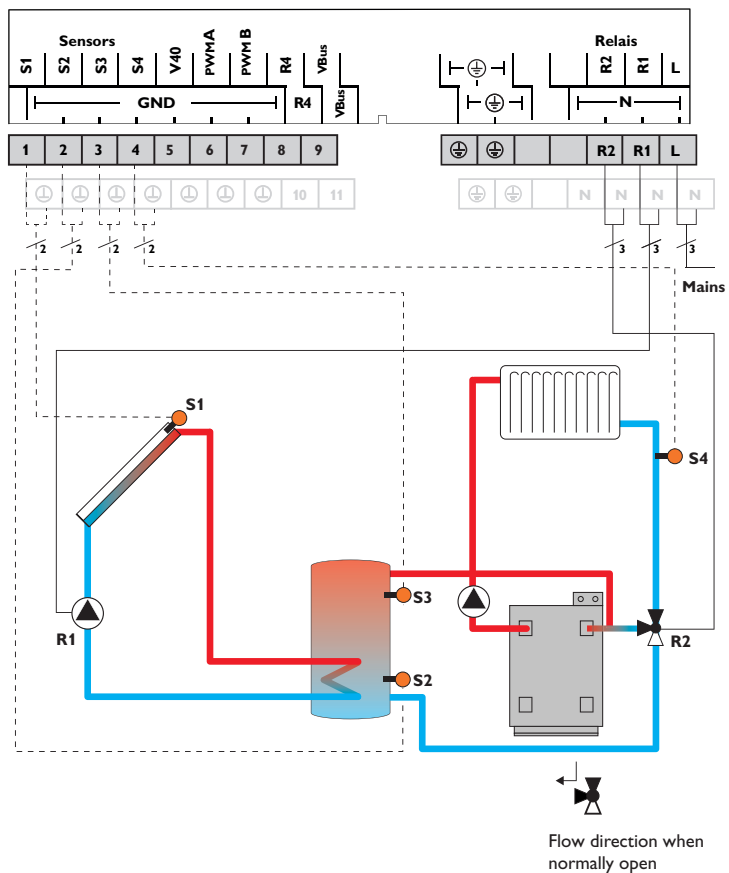 Sensors
Relais
S1 S2 S3 S4 V40 PWMA PWMB R4 VBus
R2 R1 L
GND R4 VBus
N
1 2 3 4 5 6 7 8 9
R2 R1 L
10 11
N N N N
2 2 2 2
3 3 3
Mains
S1
S4
S3
R1
R2
S2
Flow direction when
normally open